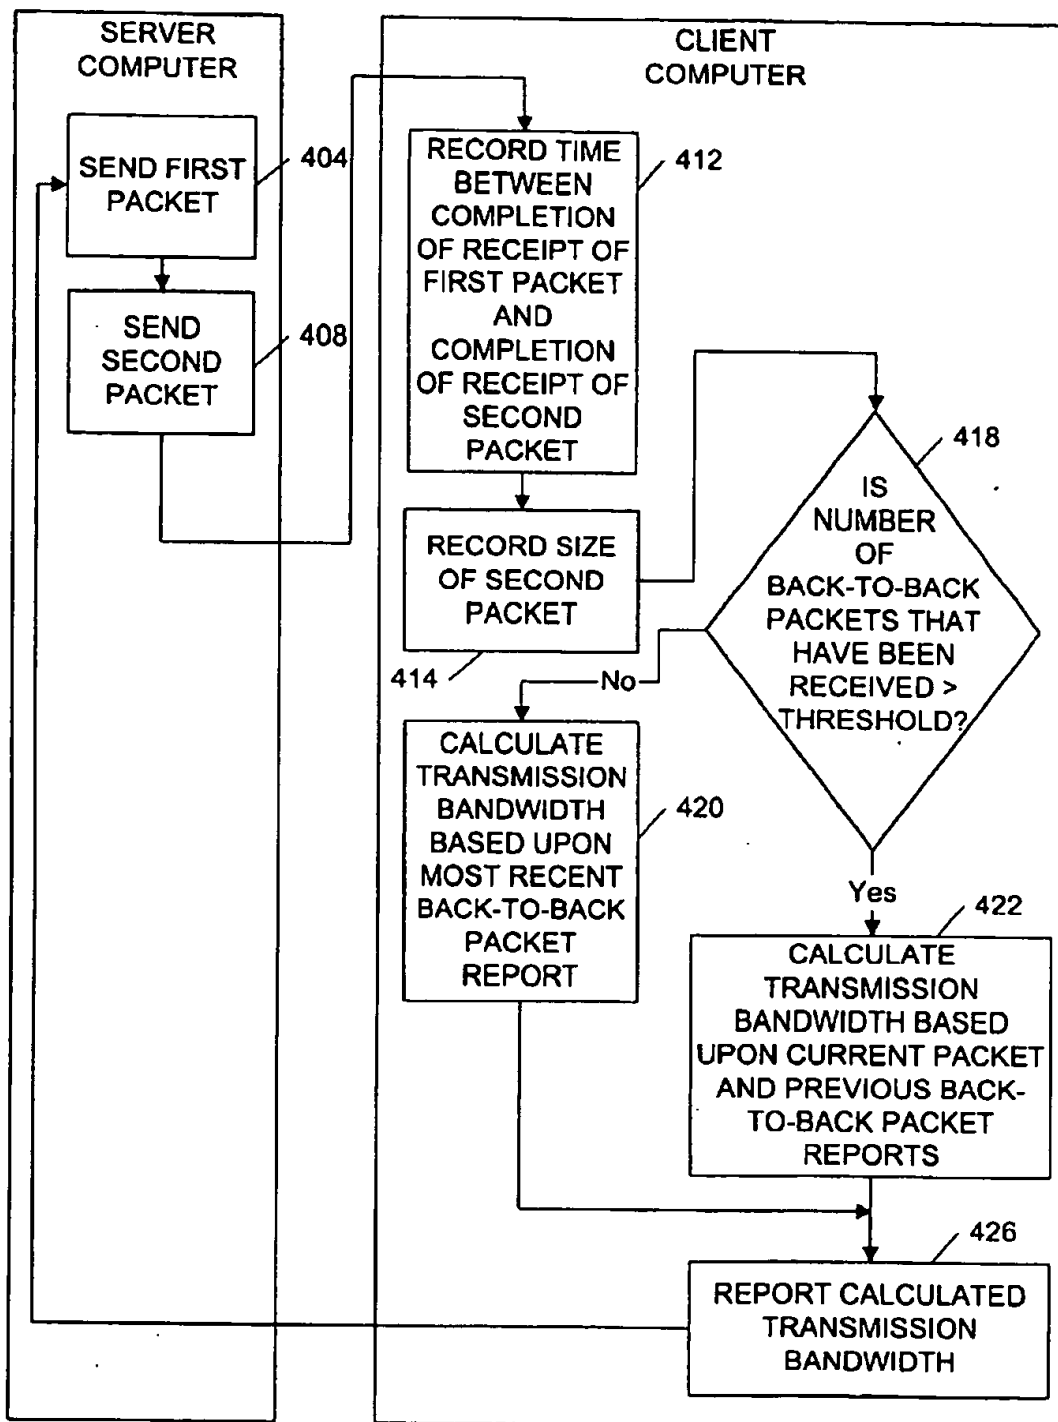 SERVER
COMPUTER
CLIENT
COMPUTER
SEND FIRST
PACKET
404
SEND
SECOND
PACKET
408
RECORD TIME
BETWEEN
COMPLETION
OF RECEIPT OF
FIRST PACKET
AND
COMPLETION
OF RECEIPT OF
SECOND
PACKET
412
RECORD SIZE
OF SECOND
PACKET
414
IS
NUMBER
OF
BACK-TO-BACK
PACKETS THAT
HAVE BEEN
RECEIVED >
THRESHOLD?
418
No
CALCULATE
TRANSMISSION
BANDWIDTH
BASED UPON
MOST RECENT
BACK-TO-BACK
PACKET
REPORT
420
Yes
CALCULATE
TRANSMISSION
BANDWIDTH BASED
UPON CURRENT PACKET
AND PREVIOUS BACK-
TO-BACK PACKET
REPORTS
422
REPORT CALCULATED
TRANSMISSION
BANDWIDTH
426